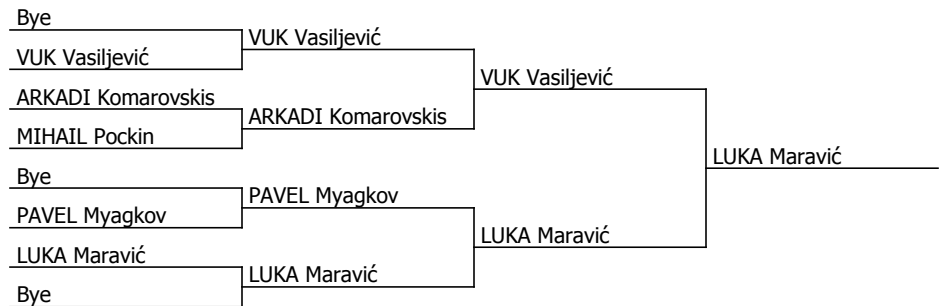 Bye
VUK Vasiljević
VUK Vasiljević
ARKADI Komarovskis
MIHAIL Pockin
ARKADI Komarovskis
VUK Vasiljević
Bye
PAVEL Myagkov
PAVEL Myagkov
LUKA Maravić
Bye
LUKA Maravić
LUKA Maravić
LUKA Maravić